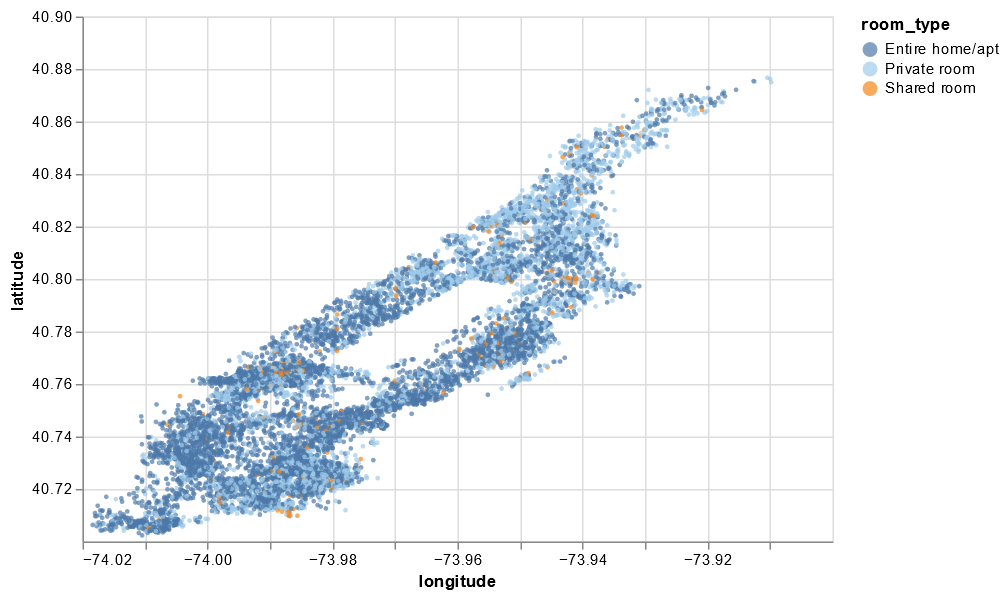 40.90
40.88
40.86
40.84
40.82
40.80
40.78
40.76
40.74
40.72
latitude
−74.02 −74.00 −73.98 −73.96 −73.94 −73.92
longitude
room_type
Entire home/apt
Private room
Shared room